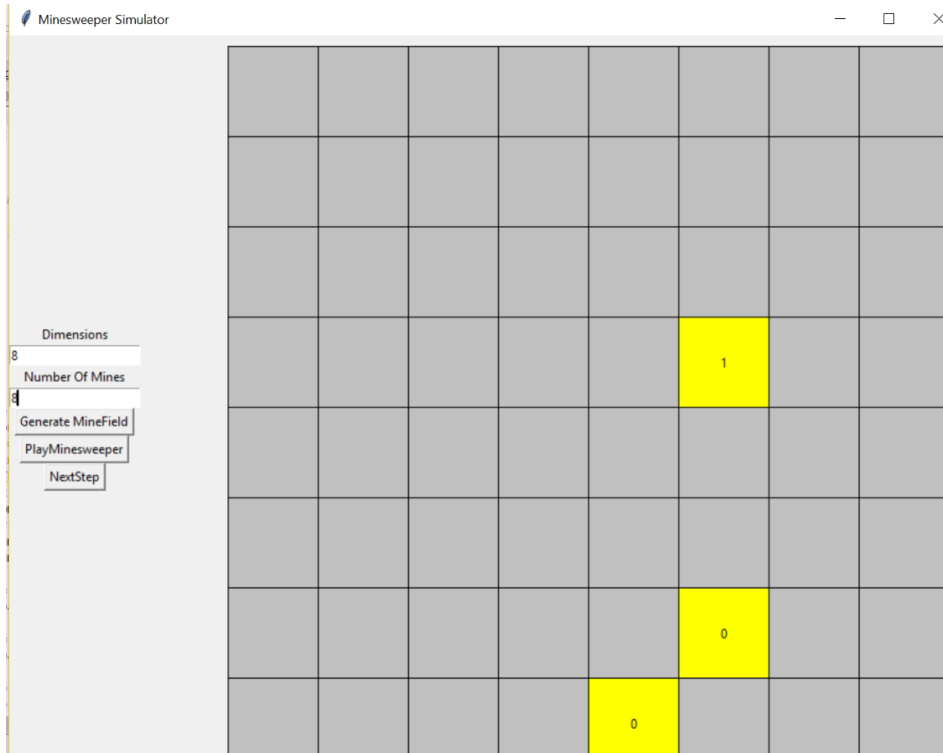 Minesweeper Simulator
Dimensions
8
Number Of Mines
8
Generate MineField
PlayMinesweeper
NextStep
1
0
0